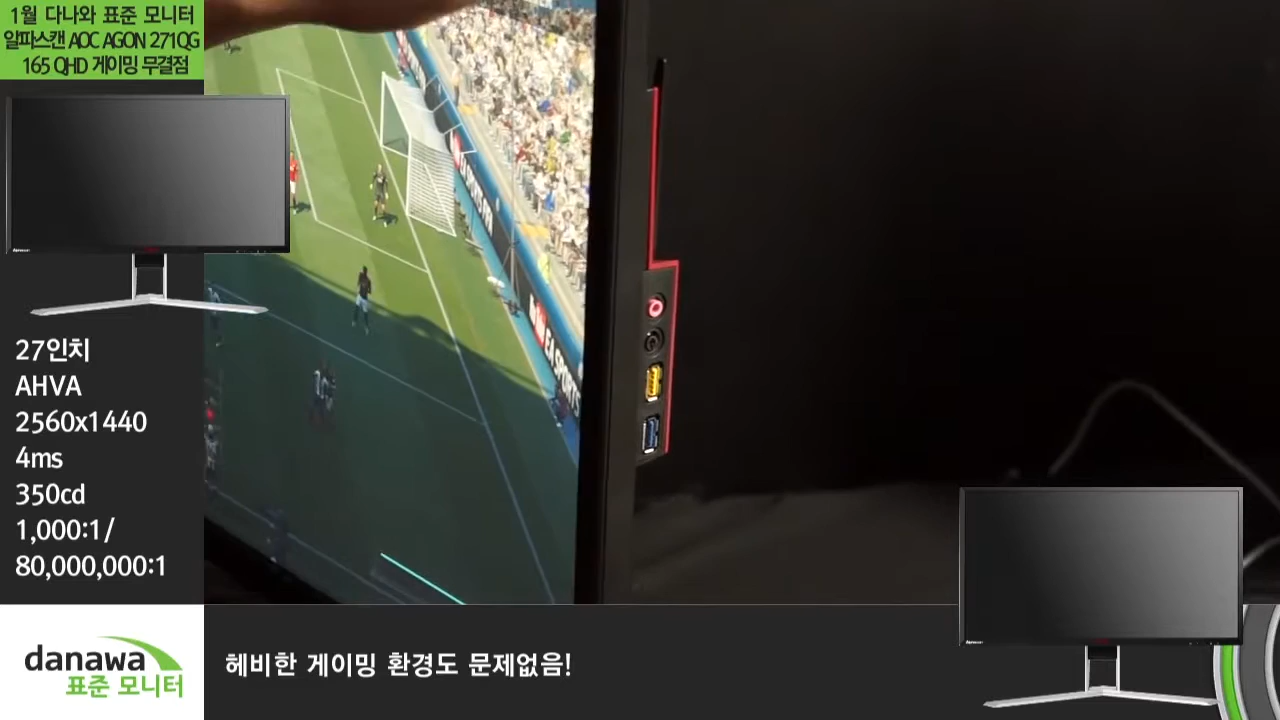 1월 다나와 표준 모니터
알파스캔 AOC AGON 271QG
165 QHD 게이밍 무결점
27인치
AHVA
2560x1440
4ms
350cd
1,000:1/
80,000,000:1
EA SPORTS
danawa
표준 모니터
헤비한 게이밍 환경도 문제없음!